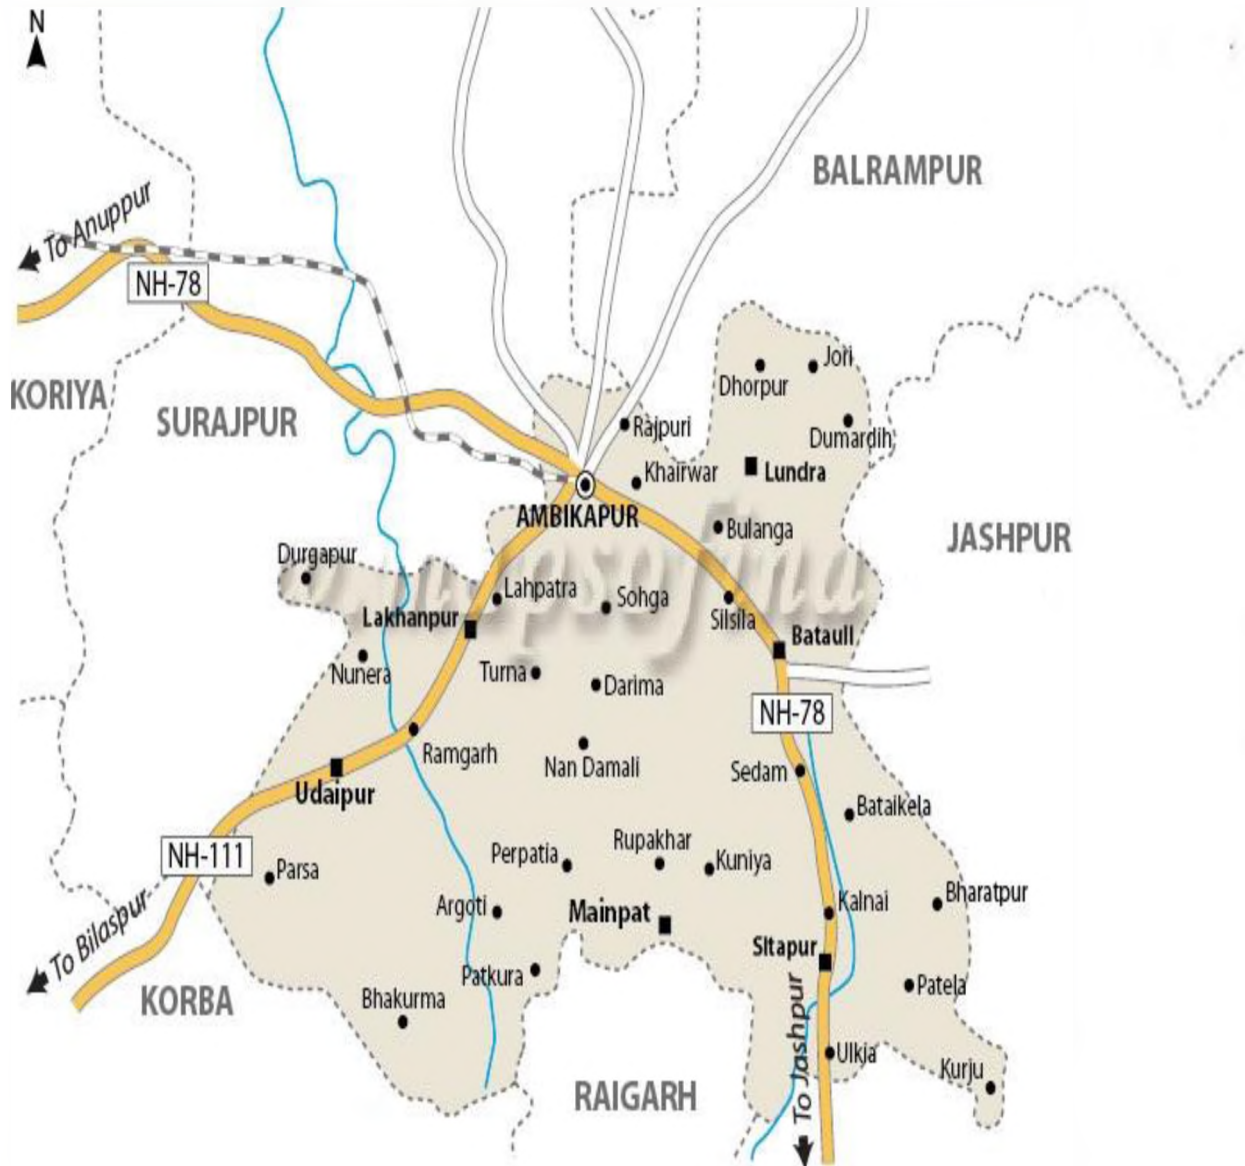 N
BALRAMPUR
To Anuppur
NH-78
Jori
Dhorpur
KORIYA
SURAJPUR
Rajpuri
Dumardih
Khairwar
Lundra
AMBIKAPUR
Bulanga
JASHPUR
Durgapur
Lahpatra
Sohga
Silsila
Lakhanpur
Bataull
Nunera
Turna
Darima
NH-78
Ramgarh
Nan Damali
Sedam
Udaipur
Bataikela
NH-111
Parsa
Perpatia
Rupakhar
Kuniya
Argoti
Mainpat
Kalnai
Bharatpur
To Bilaspur
Sitapur
Patkura
Patela
KORBA
Bhakurma
To Jashpur
Ulkia
Kurju
RAIGARH